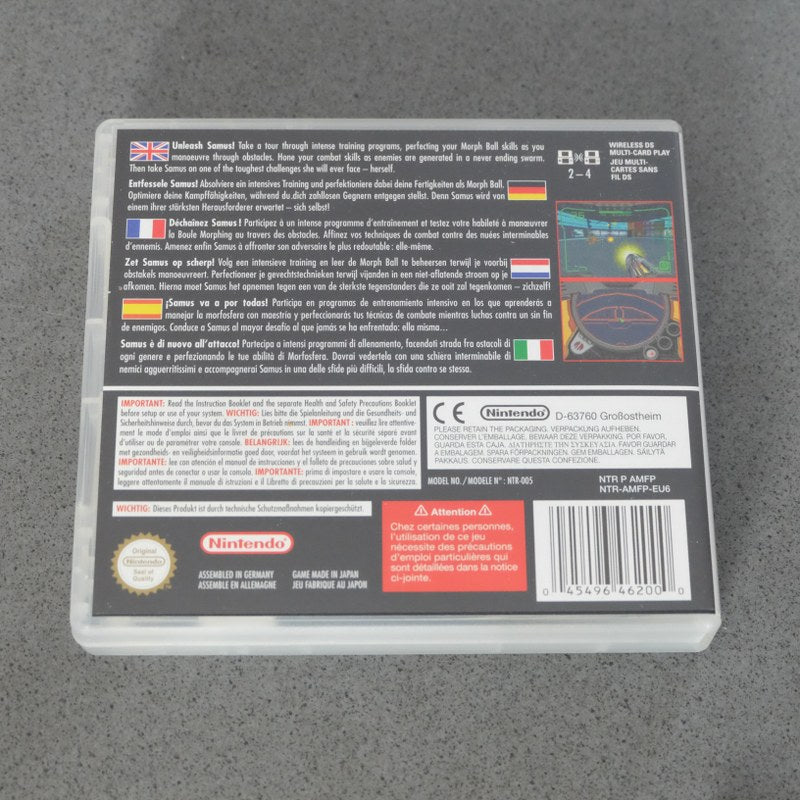 Unleash Samus! Take a tour through intense training programs, perfecting your Morph Ball skills as you
manoeuvre through obstacles. Hone your combat skills as enemies are generated in a never ending swarm.
Then take Samus on one of the toughest challenges she will ever face – herself.
Entfessele Samus! Absolviere ein intensives Training und perfektioniere dabei deine Fertigkeiten als Morph Ball.
Optimiere deine Kampffähigkeiten, während du dich zahllosen Gegnern entgegen stellst. Denn Samus wird von
einem ihrer stärksten Herausforderer erwartet – sich selbst!
Déchainez Samus ! Participez à un intense programme d'entrainement et testez votre habileté à manœuvrer
la Boule Morphing au travers des obstacles. Affinez vos techniques de combat contre des nuées interminables
d'ennemis. Amenez enfin Samus à affronter son adversaire le plus redoutable : elle-même.
Zet Samus op scherp! Volg een intensieve training en leer de Morph Ball te beheersen terwijl je voorbij
obstakels manoeuvreert. Perfectioneer je gevechtstechnieken terwijl vijanden in een niet-aflatende stroom op je
afkomen. Hierna moet Samus het opnemen tegen een van de sterkste tegenstanders die ze ooit zal tegenkomen – zichzelf!
¡Samus va a por todas! Participa en programas de entrenamiento intensivo en los que aprenderás a
manejar la morfosfera con maestría y perfeccionarás tus técnicas de combate mientras luchas contra un sin fin
de enemigos. Conduce a Samus al mayor desafío al que jamás se ha enfrentado: ella misma...
Samus è di nuovo all'attacco! Partecipa a intensi programmi di allenamento, facendoti strada fra ostacoli di
ogni genere e perfezionando le tue abilità di Morfosfera. Dovrai vedertela con una schiera interminabile di
nemici agguerritissimi e accompagnerai Samus in una delle sfide più difficili, la sfida contro se stessa.
2–4
WIRELESS DS
MULTI-CARD PLAY
JEU MULTI-
CARTES SANS
FIL DS
IMPORTANT: Read the Instruction Booklet and the separate Health and Safety Precautions Booklet
before setup or use of your system. WICHTIG: Lies bitte die Spielanleitung und die Gesundheits- und
Sicherheitshinweise durch, bevor du das System in Betrieb nimmst. IMPORTANT : veuillez lire attentive-
ment le mode d'emploi ainsi que le livret de précautions sur la santé et la sécurité séparé avant
d'utiliser ou de paramétrer votre console. BELANGRIJK: lees de handleiding en bijgeleverde folder
met gezondheids- en veiligheidsinformatie goed door, voordat het systeem in gebruik wordt genomen.
IMPORTANTE: lee con atención el manual de instrucciones y el folleto de precauciones sobre salud y
seguridad antes de conectar o usar la consola. IMPORTANTE: prima di impostare o usare la console,
leggere attentamente il manuale di istruzioni e il Libretto di precauzioni per la salute e la sicurezza.
CE Nintendo D-63760 Großostheim
PLEASE RETAIN THE PACKAGING. VERPACKUNG AUFHEBEN.
CONSERVER L'EMBALLAGE. BEWAAR DEZE VERPAKKING. POR FAVOR,
GUARDA ESTA CAJA. ΔΙΑΤΗΡΗΣΤΕ ΤΗΝ ΣΥΣΚΕΥΑΣΙΑ. FAVOR GUARDAR
A EMBALAGEM. SPARA FÖRPACKNINGEN. GEM EMBALLAGEN. SÄILYTÄ
PAKKAUS. CONSERVARE QUESTA CONFEZIONE.
MODEL NO. / MODELE N° : NTR-005
NTR P AMFP
NTR-AMFP-EU6
WICHTIG: Dieses Produkt ist durch technische Schutzmaßnahmen kopiergeschützt.
Original
Nintendo
Seal of
Quality
Nintendo
ASSEMBLED IN GERMANY
ASSEMBLE EN ALLEMAGNE
GAME MADE IN JAPAN
JEU FABRIQUE AU JAPON
Attention
Chez certaines personnes,
l'utilisation de ce jeu
nécessite des précautions
d'emploi particulières qui
sont détaillées dans la notice
ci-jointe.
0 45496 46200 0